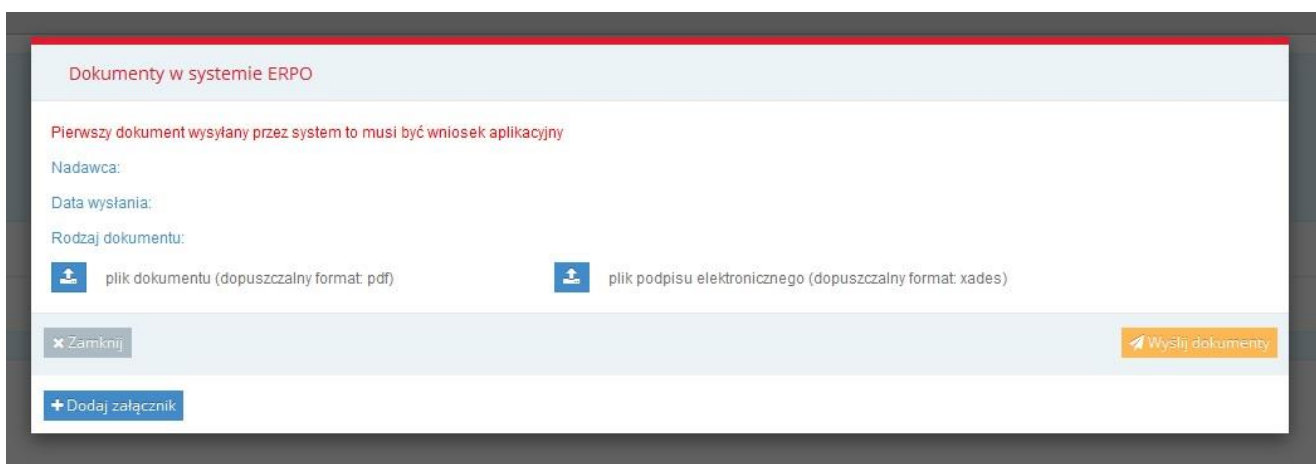 Dokumenty w systemie ERPO
Pierwszy dokument wysyłany przez system to musi być wniosek aplikacyjny
Nadawca:
Data wysłania:
Rodzaj dokumentu:
plik dokumentu (dopuszczalny format: pdf) plik podpisu elektronicznego (dopuszczalny format: xades)
Zamknij Wyślij dokumenty
Dodaj załącznik